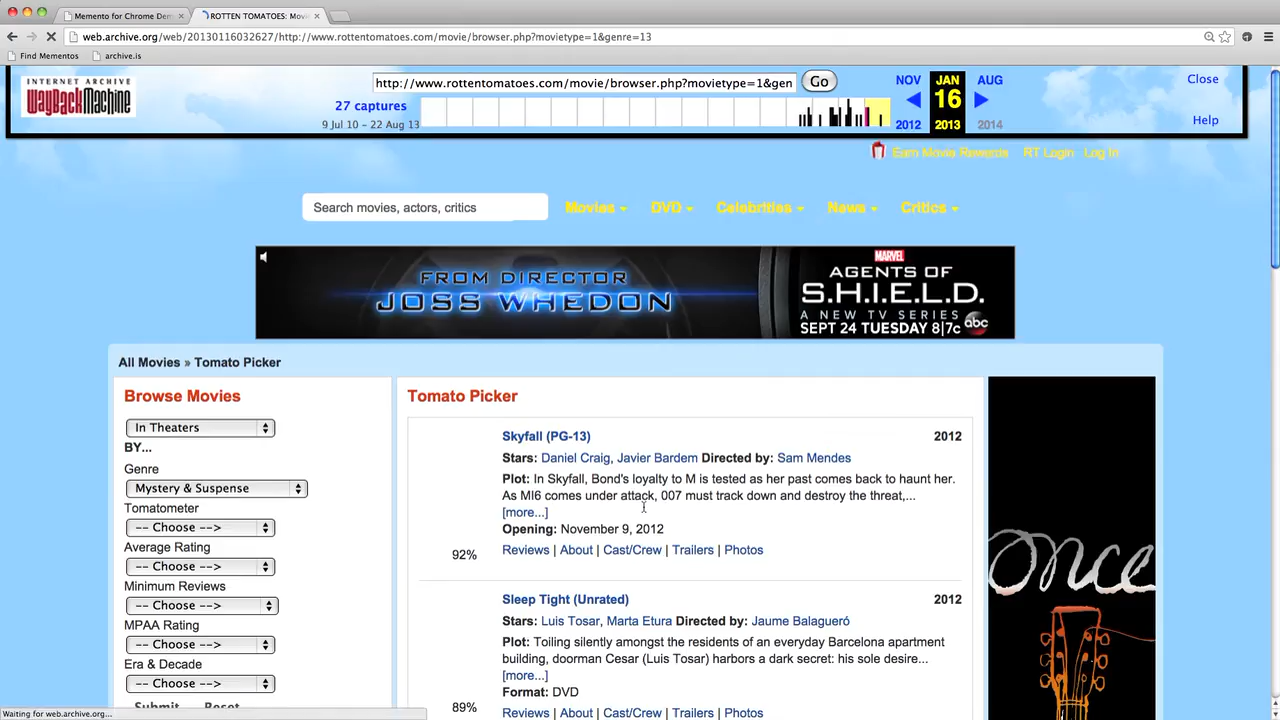 Memento for Chrome Dem
ROTTEN TOMATOES: Movi
web.archive.org/web/20130116032627/http://www.rottentomatoes.com/movie/browser.php?movietype=1&genre=13
Find Mementos
archive.is
INTERNET ARCHIVE
WayBackMachine
http://www.rottentomatoes.com/movie/browser.php?movietype=1&gen
Go
27 captures
9 Jul 10 – 22 Aug 13
NOV
JAN
AUG
16
2012
2013
2014
Close
Help
Earn Movie Rewards RT Login Log In
Search movies, actors, critics
Movies DVD Celebrities News Critics
FROM DIRECTOR
JOSS WHEDON
MARVEL
AGENTS OF
S.H.I.E.L.D.
A NEW TV SERIES
SEPT 24 TUESDAY 8|7c abc
All Movies » Tomato Picker
Browse Movies
In Theaters
BY...
Genre
Mystery & Suspense
Tomatometer
-- Choose -->
Average Rating
-- Choose -->
Minimum Reviews
-- Choose -->
MPAA Rating
-- Choose -->
Era & Decade
-- Choose -->
Submit Reset
Tomato Picker
Skyfall (PG-13) 2012
Stars: Daniel Craig, Javier Bardem Directed by: Sam Mendes
Plot: In Skyfall, Bond's loyalty to M is tested as her past comes back to haunt her.
As MI6 comes under attack, 007 must track down and destroy the threat,...
[more...]
Opening: November 9, 2012
92%
Reviews | About | Cast/Crew | Trailers | Photos
Sleep Tight (Unrated) 2012
Stars: Luis Tosar, Marta Etura Directed by: Jaume Balagueró
Plot: Toiling silently amongst the residents of an everyday Barcelona apartment
building, doorman Cesar (Luis Tosar) harbors a dark secret: his sole desire...
[more...]
Format: DVD
89%
Reviews | About | Cast/Crew | Trailers | Photos
once
Waiting for web.archive.org...